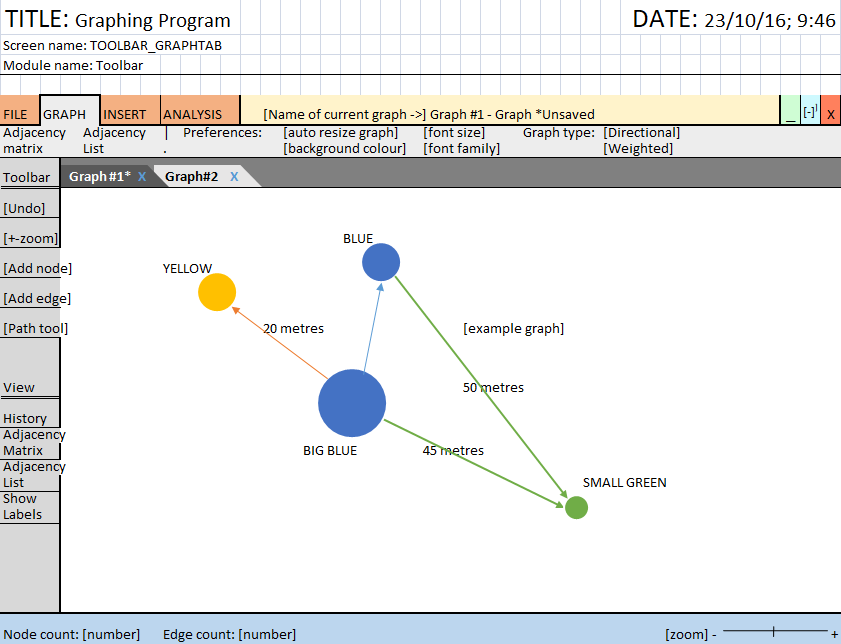 TITLE: Graphing Program DATE: 23/10/16; 9:46
Screen name: TOOLBAR_GRAPHTAB
Module name: Toolbar
FILE GRAPH INSERT ANALYSIS [Name of current graph ->] Graph #1 - Graph *Unsaved _ [-]' X
Adjacency Adjacency | Preferences: [auto resize graph] [font size] Graph type: [Directional]
matrix List . [background colour] [font family] [Weighted]
Toolbar Graph #1* X Graph#2 X
[Undo]
[+-zoom]
[Add node]
[Add edge]
[Path tool]
View
History
Adjacency
Matrix
Adjacency
List
Show
Labels
BLUE
YELLOW
20 metres [example graph]
50 metres
BIG BLUE 45 metres
SMALL GREEN
Node count: [number] Edge count: [number] [zoom] - +